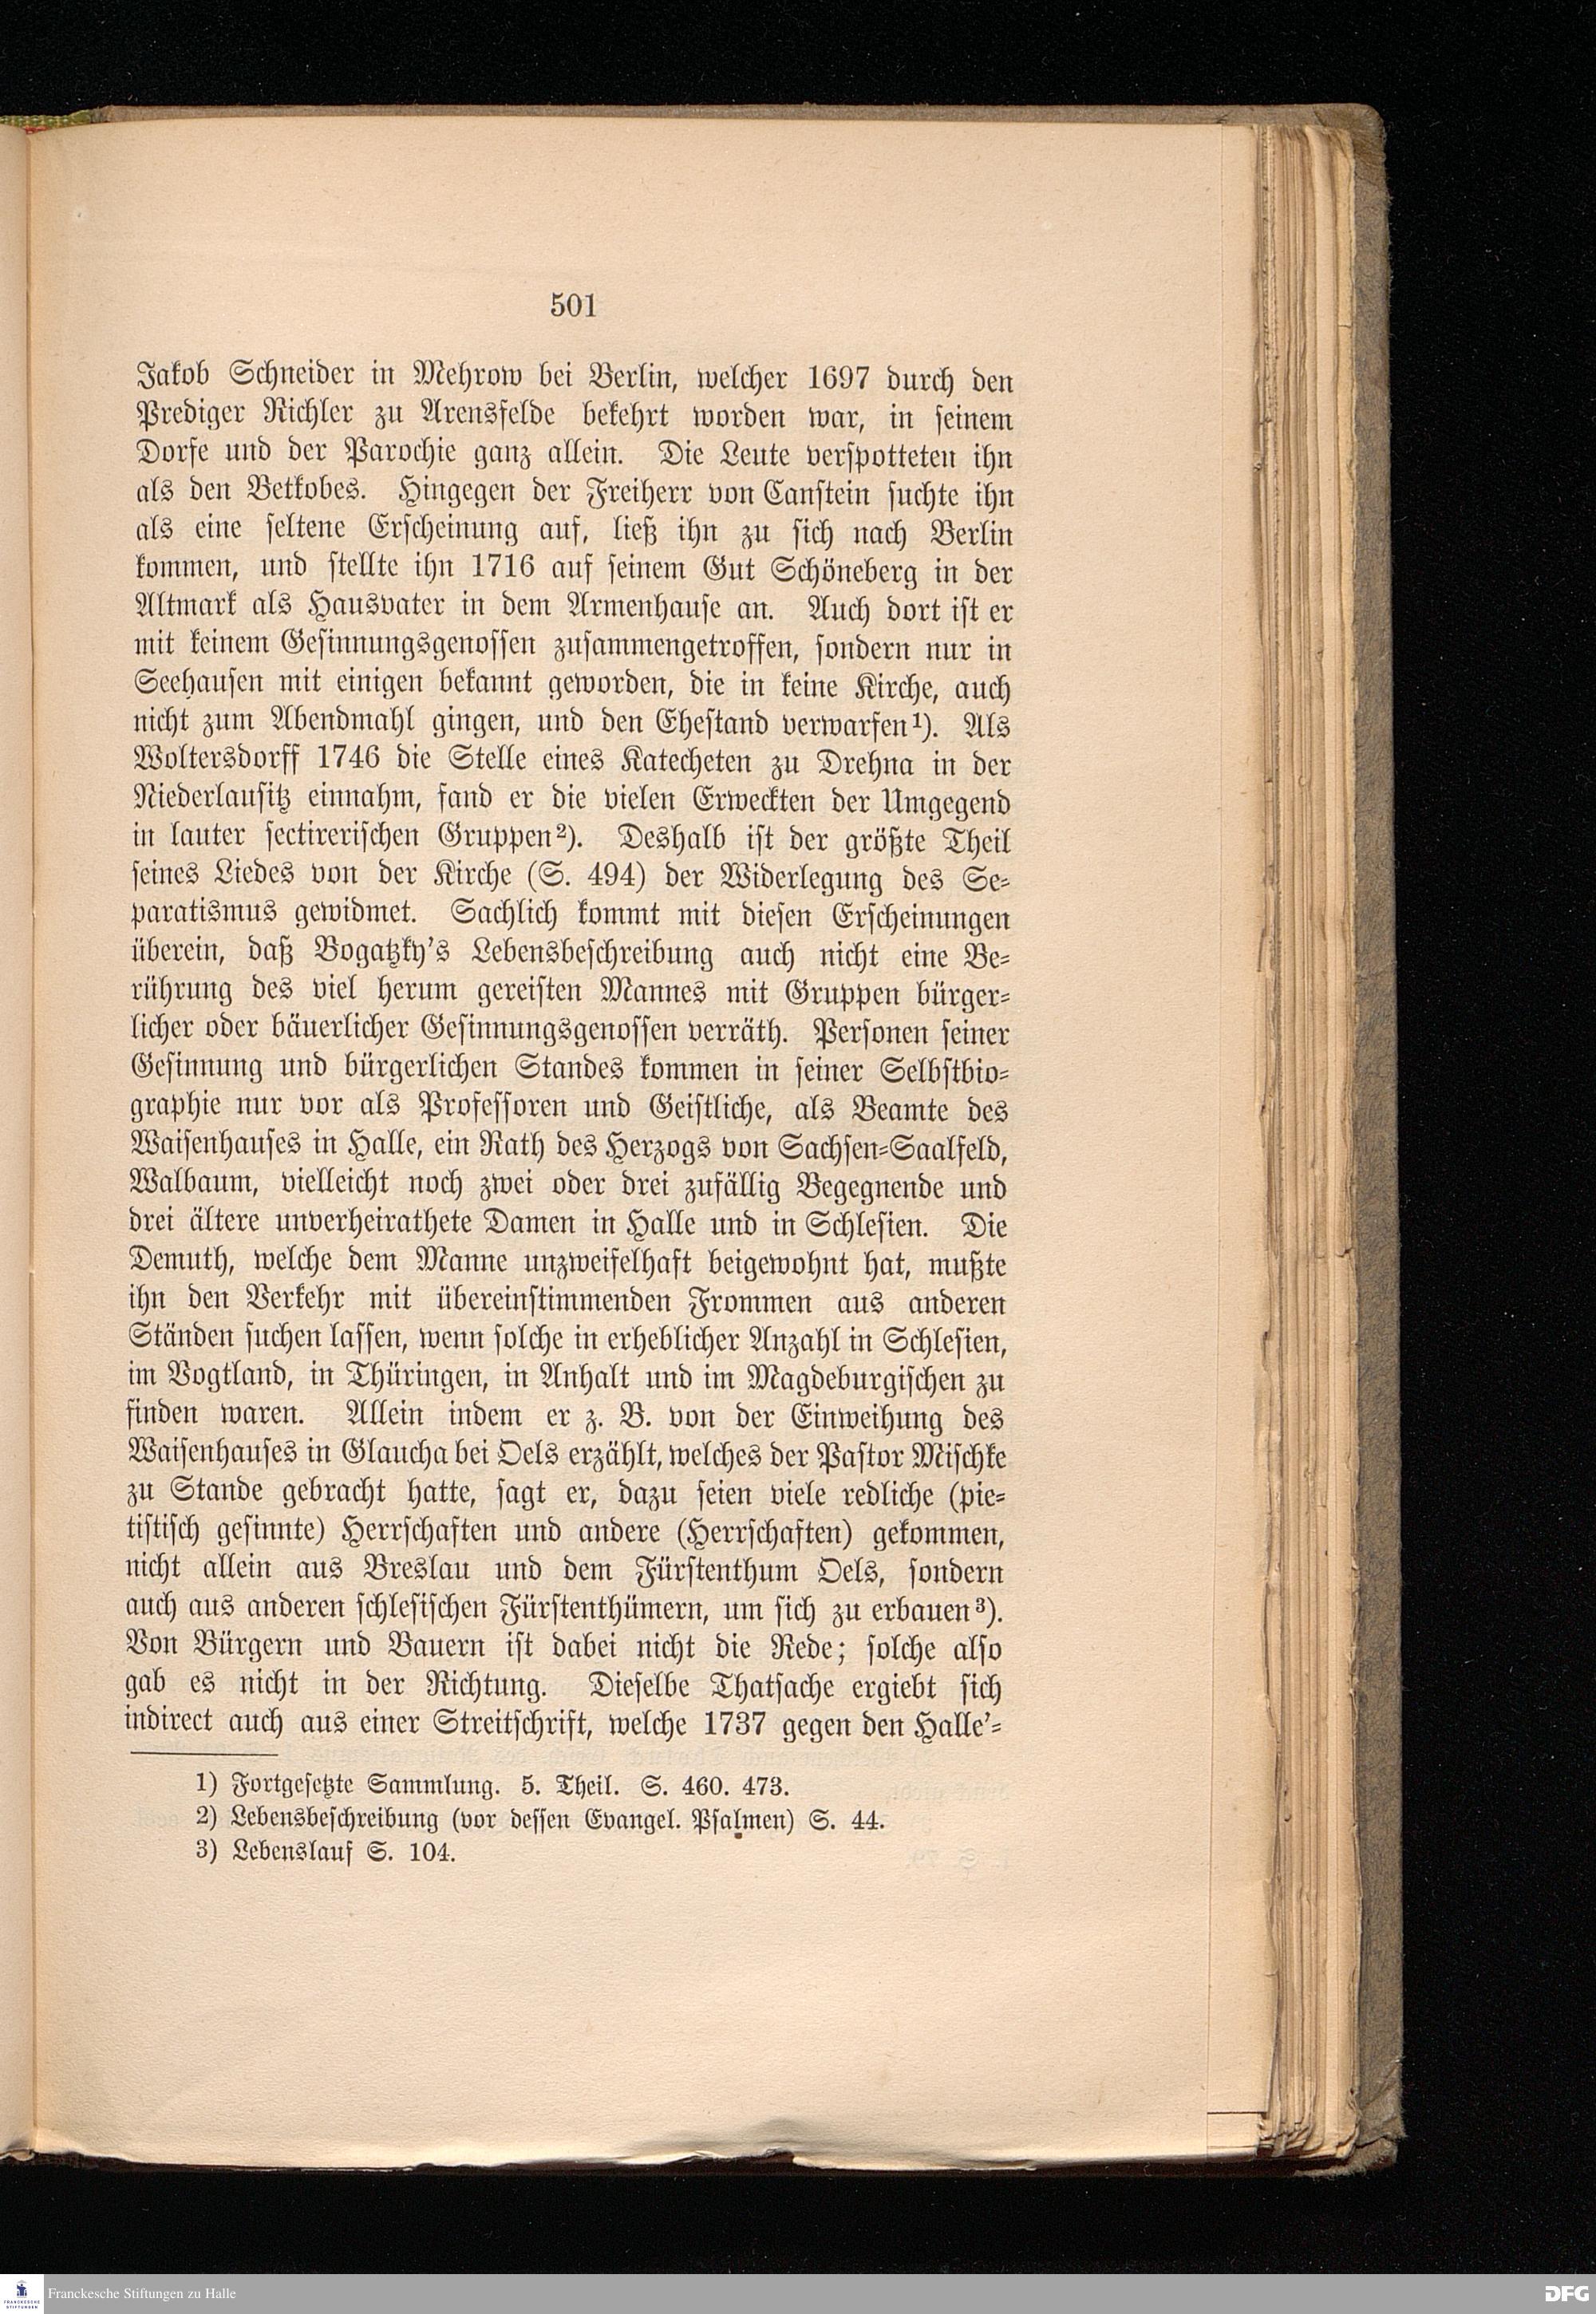 501
Jakob Schneider in Mehrow bei Berlin, welcher 1697 durch den
Prediger Richler zu Arensfelde bekehrt worden war, in seinem
Dorfe und der Parochie ganz allein. Die Leute verspotteten ihn
als den Betkobes. Hingegen der Freiherr von Canstein suchte ihn
als eine seltene Erscheinung auf, ließ ihn zu sich nach Berlin
kommen, und stellte ihn 1716 auf seinem Gut Schöneberg in der
Altmark als Hausvater in dem Armenhause an. Auch dort ist er
mit keinem Gesinnungsgenossen zusammengetroffen, sondern nur in
Seehausen mit einigen bekannt geworden, die in keine Kirche, auch
nicht zum Abendmahl gingen, und den Ehestand verwarfen¹). Als
Woltersdorff 1746 die Stelle eines Katecheten zu Drehna in der
Niederlausitz einnahm, fand er die vielen Erweckten der Umgegend
in lauter sectirerischen Gruppen²). Deshalb ist der größte Theil
seines Liedes von der Kirche (S. 494) der Widerlegung des Se-
paratismus gewidmet. Sachlich kommt mit diesen Erscheinungen
überein, daß Bogatzky's Lebensbeschreibung auch nicht eine Be-
rührung des viel herum gereisten Mannes mit Gruppen bürger-
licher oder bäuerlicher Gesinnungsgenossen verräth. Personen seiner
Gesinnung und bürgerlichen Standes kommen in seiner Selbstbio-
graphie nur vor als Professoren und Geistliche, als Beamte des
Waisenhauses in Halle, ein Rath des Herzogs von Sachsen-Saalfeld,
Walbaum, vielleicht noch zwei oder drei zufällig Begegnende und
drei ältere unverheirathete Damen in Halle und in Schlesien. Die
Demuth, welche dem Manne unzweifelhaft beigewohnt hat, mußte
ihn den Verkehr mit übereinstimmenden Frommen aus anderen
Ständen suchen lassen, wenn solche in erheblicher Anzahl in Schlesien,
im Vogtland, in Thüringen, in Anhalt und im Magdeburgischen zu
finden waren. Allein indem er z. B. von der Einweihung des
Waisenhauses in Glaucha bei Oels erzählt, welches der Pastor Mischke
zu Stande gebracht hatte, sagt er, dazu seien viele redliche (pie-
tistisch gesinnte) Herrschaften und andere (Herrschaften) gekommen,
nicht allein aus Breslau und dem Fürstenthum Oels, sondern
auch aus anderen schlesischen Fürstenthümern, um sich zu erbauen³).
Von Bürgern und Bauern ist dabei nicht die Rede; solche also
gab es nicht in der Richtung. Dieselbe Thatsache ergiebt sich
indirect auch aus einer Streitschrift, welche 1737 gegen den Halle'-
1) Fortgesetzte Sammlung. 5. Theil. S. 460. 473.
2) Lebensbeschreibung (vor dessen Evangel. Psalmen) S. 44.
3) Lebenslauf S. 104.
FRANCKESCHE
STIFTUNGEN
Franckesche Stiftungen zu Halle
DFG